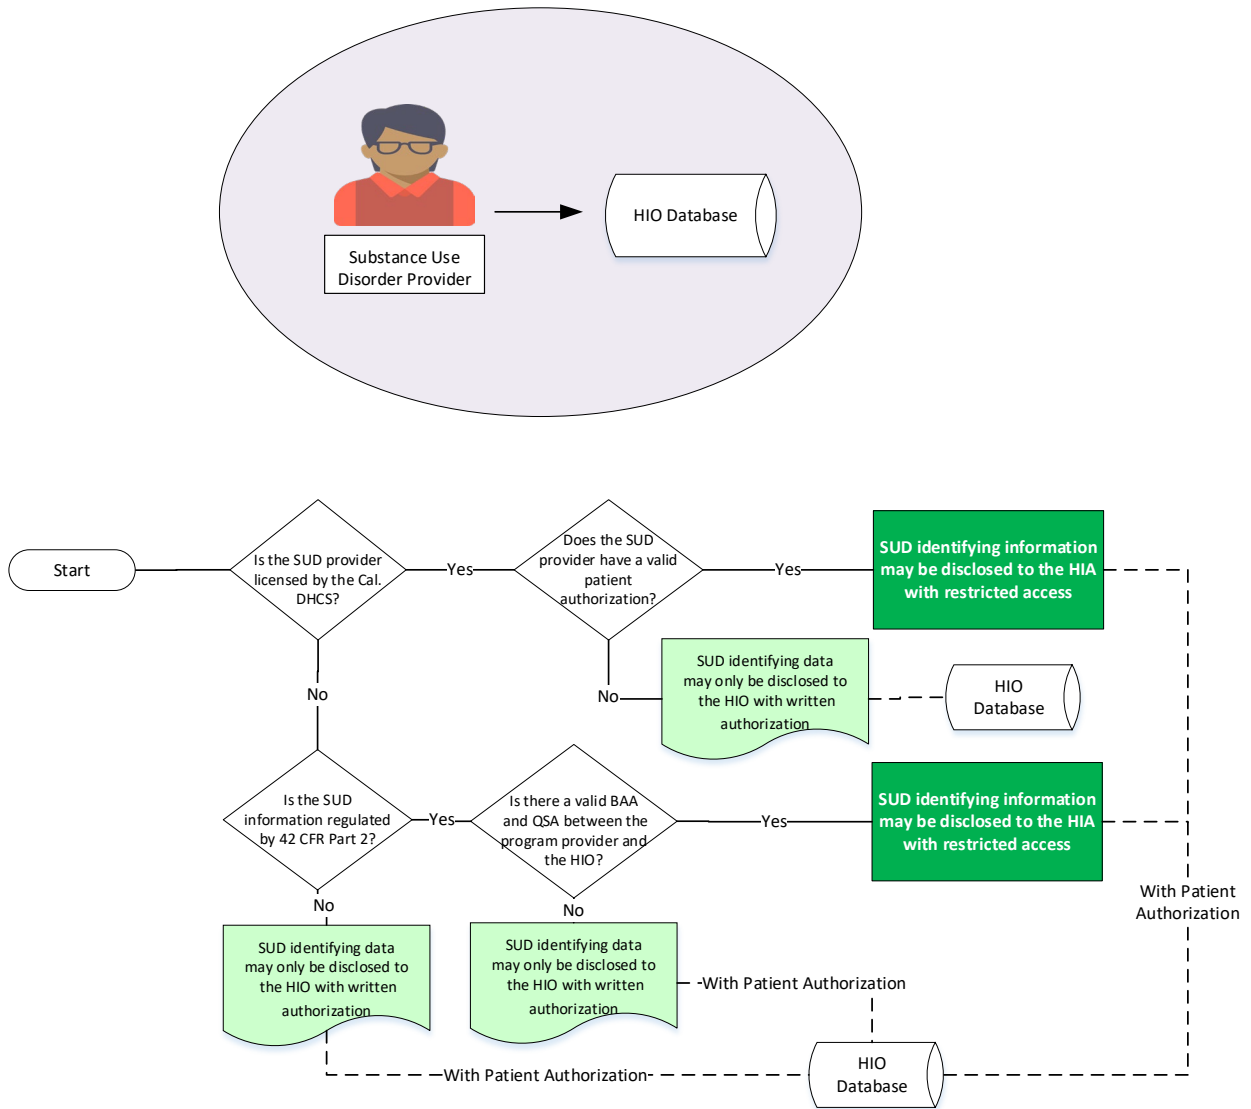 Substance Use
Disorder Provider
HIO Database
Start
Is the SUD provider
licensed by the Cal.
DHCS?
Yes
Does the SUD
provider have a valid
patient
authorization?
Yes
SUD identifying information
may be disclosed to the HIA
with restricted access
No
No
SUD identifying data
may only be disclosed to
the HIO with written
authorization
HIO
Database
Is the SUD
information regulated
by 42 CFR Part 2?
Yes
Is there a valid BAA
and QSA between the
program provider and
the HIO?
Yes
SUD identifying information
may be disclosed to the HIA
with restricted access
With Patient
Authorization
No
No
SUD identifying data
may only be disclosed to
the HIO with written
authorization
SUD identifying data
may only be disclosed to
the HIO with written
authorization
With Patient Authorization
With Patient Authorization
HIO
Database